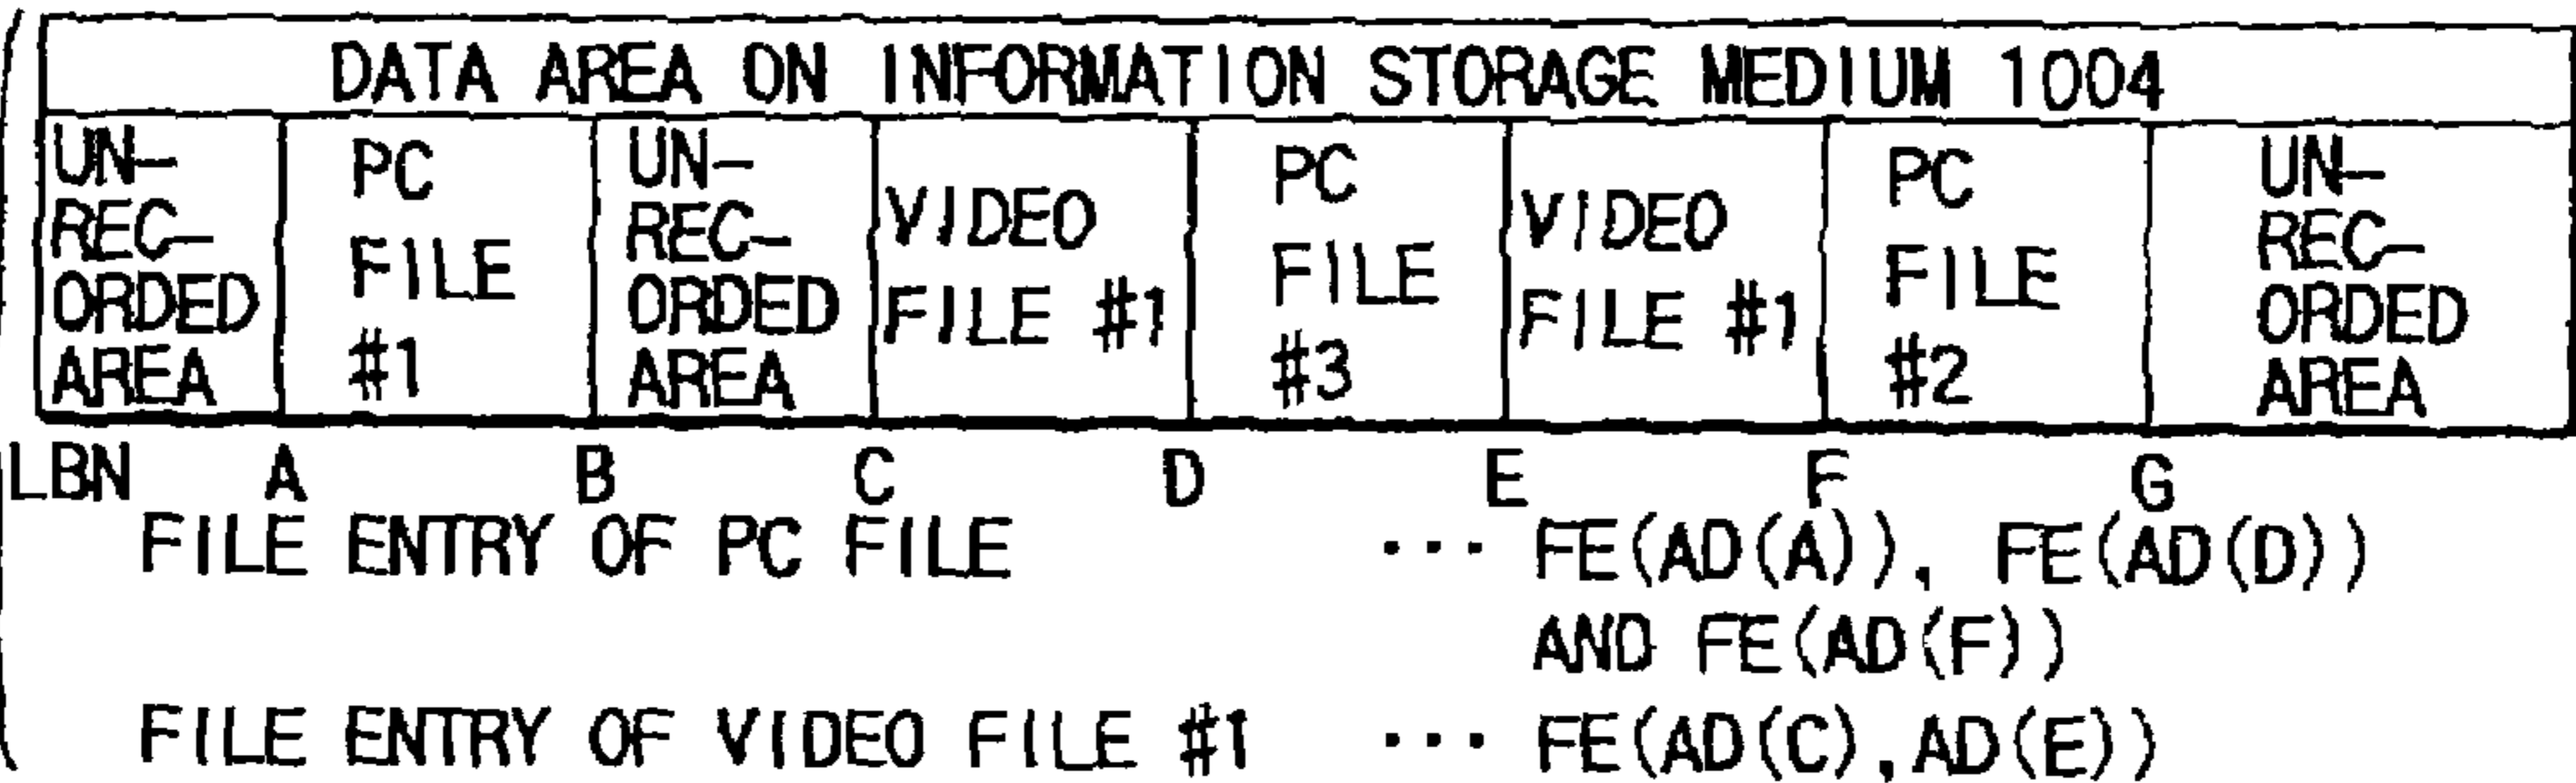 DATA AREA ON INFORMATION STORAGE MEDIUM 1004
UN-
REC-
ORDED
AREA
PC
FILE
#1
UN-
REC-
ORDED
AREA
VIDEO
FILE #1
PC
FILE
#3
VIDEO
FILE #1
PC
FILE
#2
UN-
REC-
ORDED
AREA
LBN A B C D E F G
FILE ENTRY OF PC FILE ··· FE(AD(A)), FE(AD(D))
AND FE(AD(F))
FILE ENTRY OF VIDEO FILE #1 ··· FE(AD(C),AD(E))